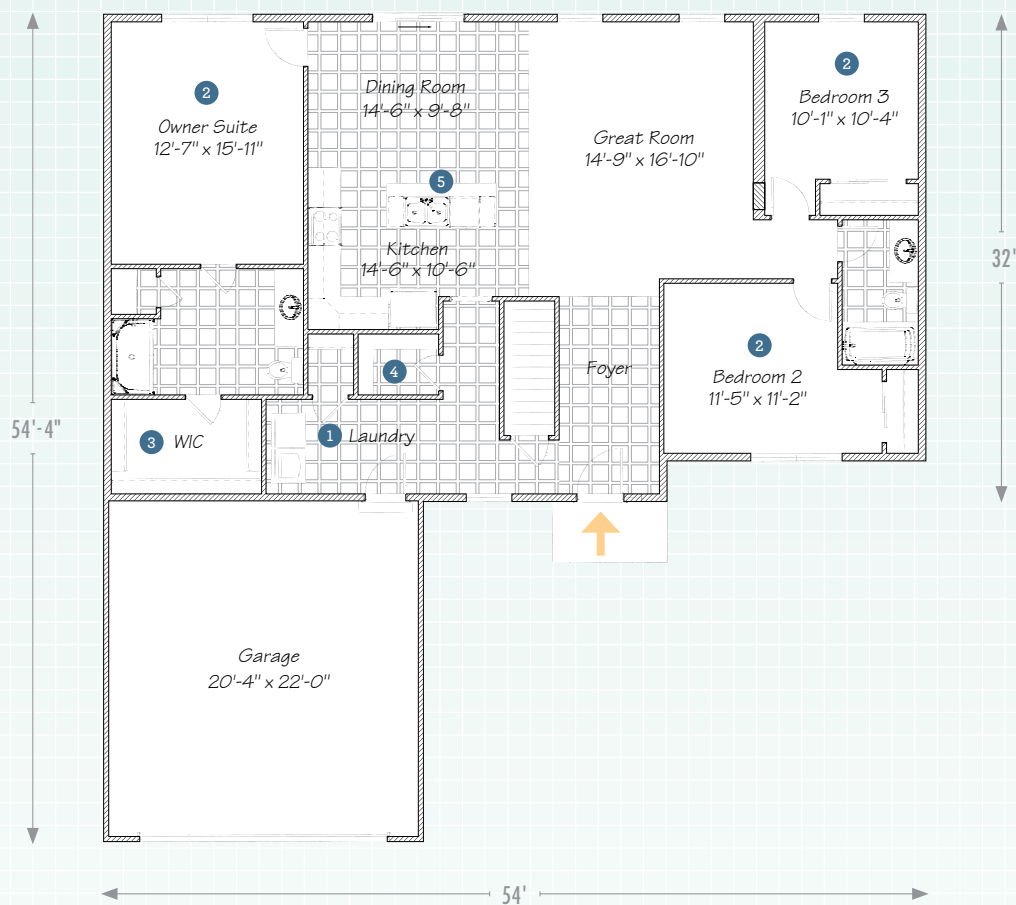 2
Owner Suite
12'-7" x 15'-11"
Dining Room
14'-6" x 9'-8"
Great Room
14'-9" x 16'-10"
2
Bedroom 3
10'-1" x 10'-4"
5
Kitchen
14'-6" x 10'-6"
32'
54'-4"
3 WIC
4
1 Laundry
Foyer
2
Bedroom 2
11'-5" x 11'-2"
Garage
20'-4" x 22'-0"
54'